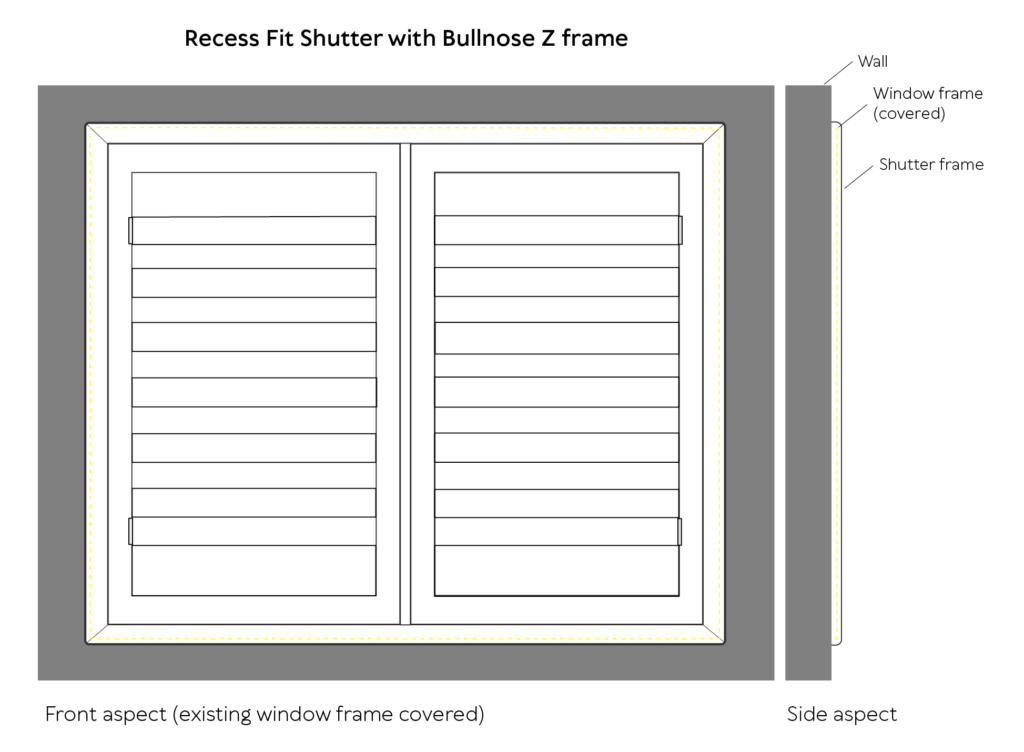 Recess Fit Shutter with Bullnose Z frame
Wall
Window frame
(covered)
Shutter frame
Front aspect (existing window frame covered)
Side aspect